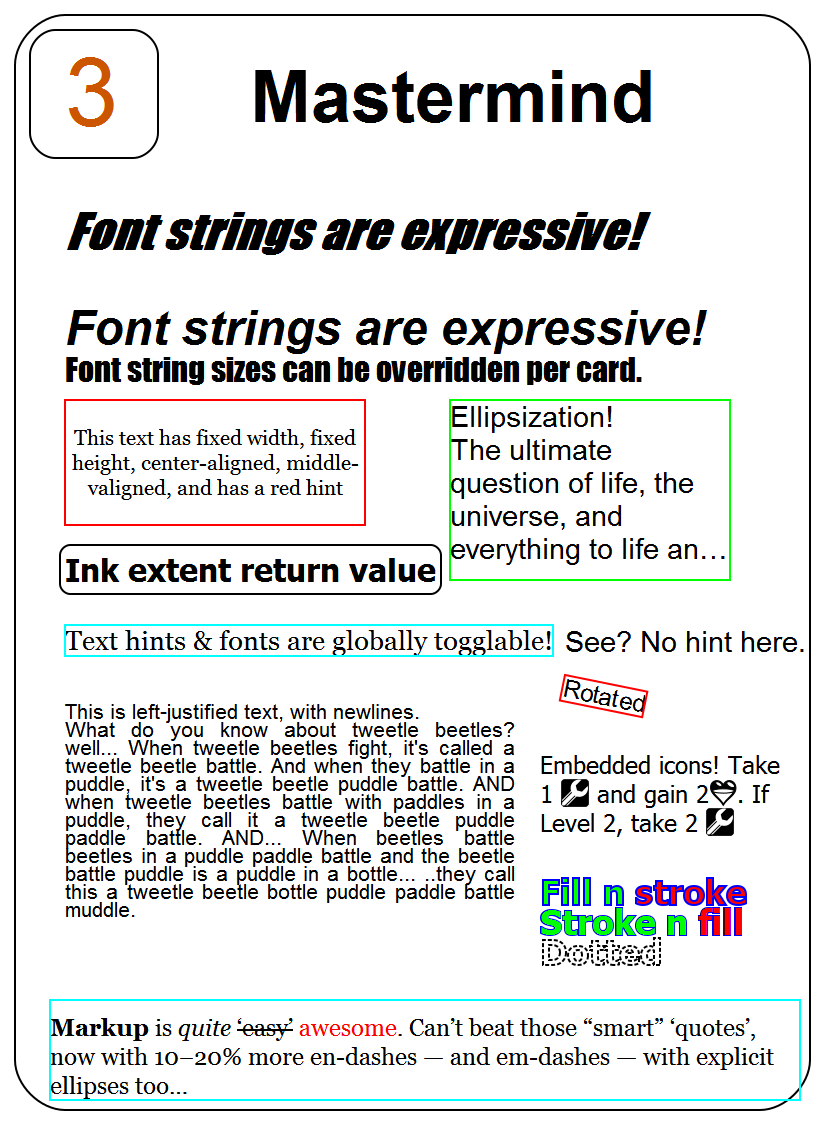 3
Mastermind
Font strings are expressive!
Font strings are expressive!
Font string sizes can be overridden per card.
This text has fixed width, fixed
height, center-aligned, middle-
valigned, and has a red hint
Ellipsization!
The ultimate
question of life, the
universe, and
everything to life an…
Ink extent return value
Text hints & fonts are globally togglable!
See? No hint here.
Rotated
This is left-justified text, with newlines.
What do you know about tweetle beetles?
well... When tweetle beetles fight, it's called a
tweetle beetle battle. And when they battle in a
puddle, it's a tweetle beetle puddle battle. AND
when tweetle beetles battle with paddles in a
puddle, they call it a tweetle beetle puddle
paddle battle. AND... When beetles battle
beetles in a puddle paddle battle and the beetle
battle puddle is a puddle in a bottle... ..they call
this a tweetle beetle bottle puddle paddle battle
muddle.
Embedded icons! Take
1 and gain 2. If
Level 2, take 2
Fill n stroke
Stroke n fill
Dotted
Markup is quite ‘easy’ awesome. Can’t beat those “smart” ‘quotes’,
now with 10–20% more en-dashes — and em-dashes — with explicit
ellipses too…